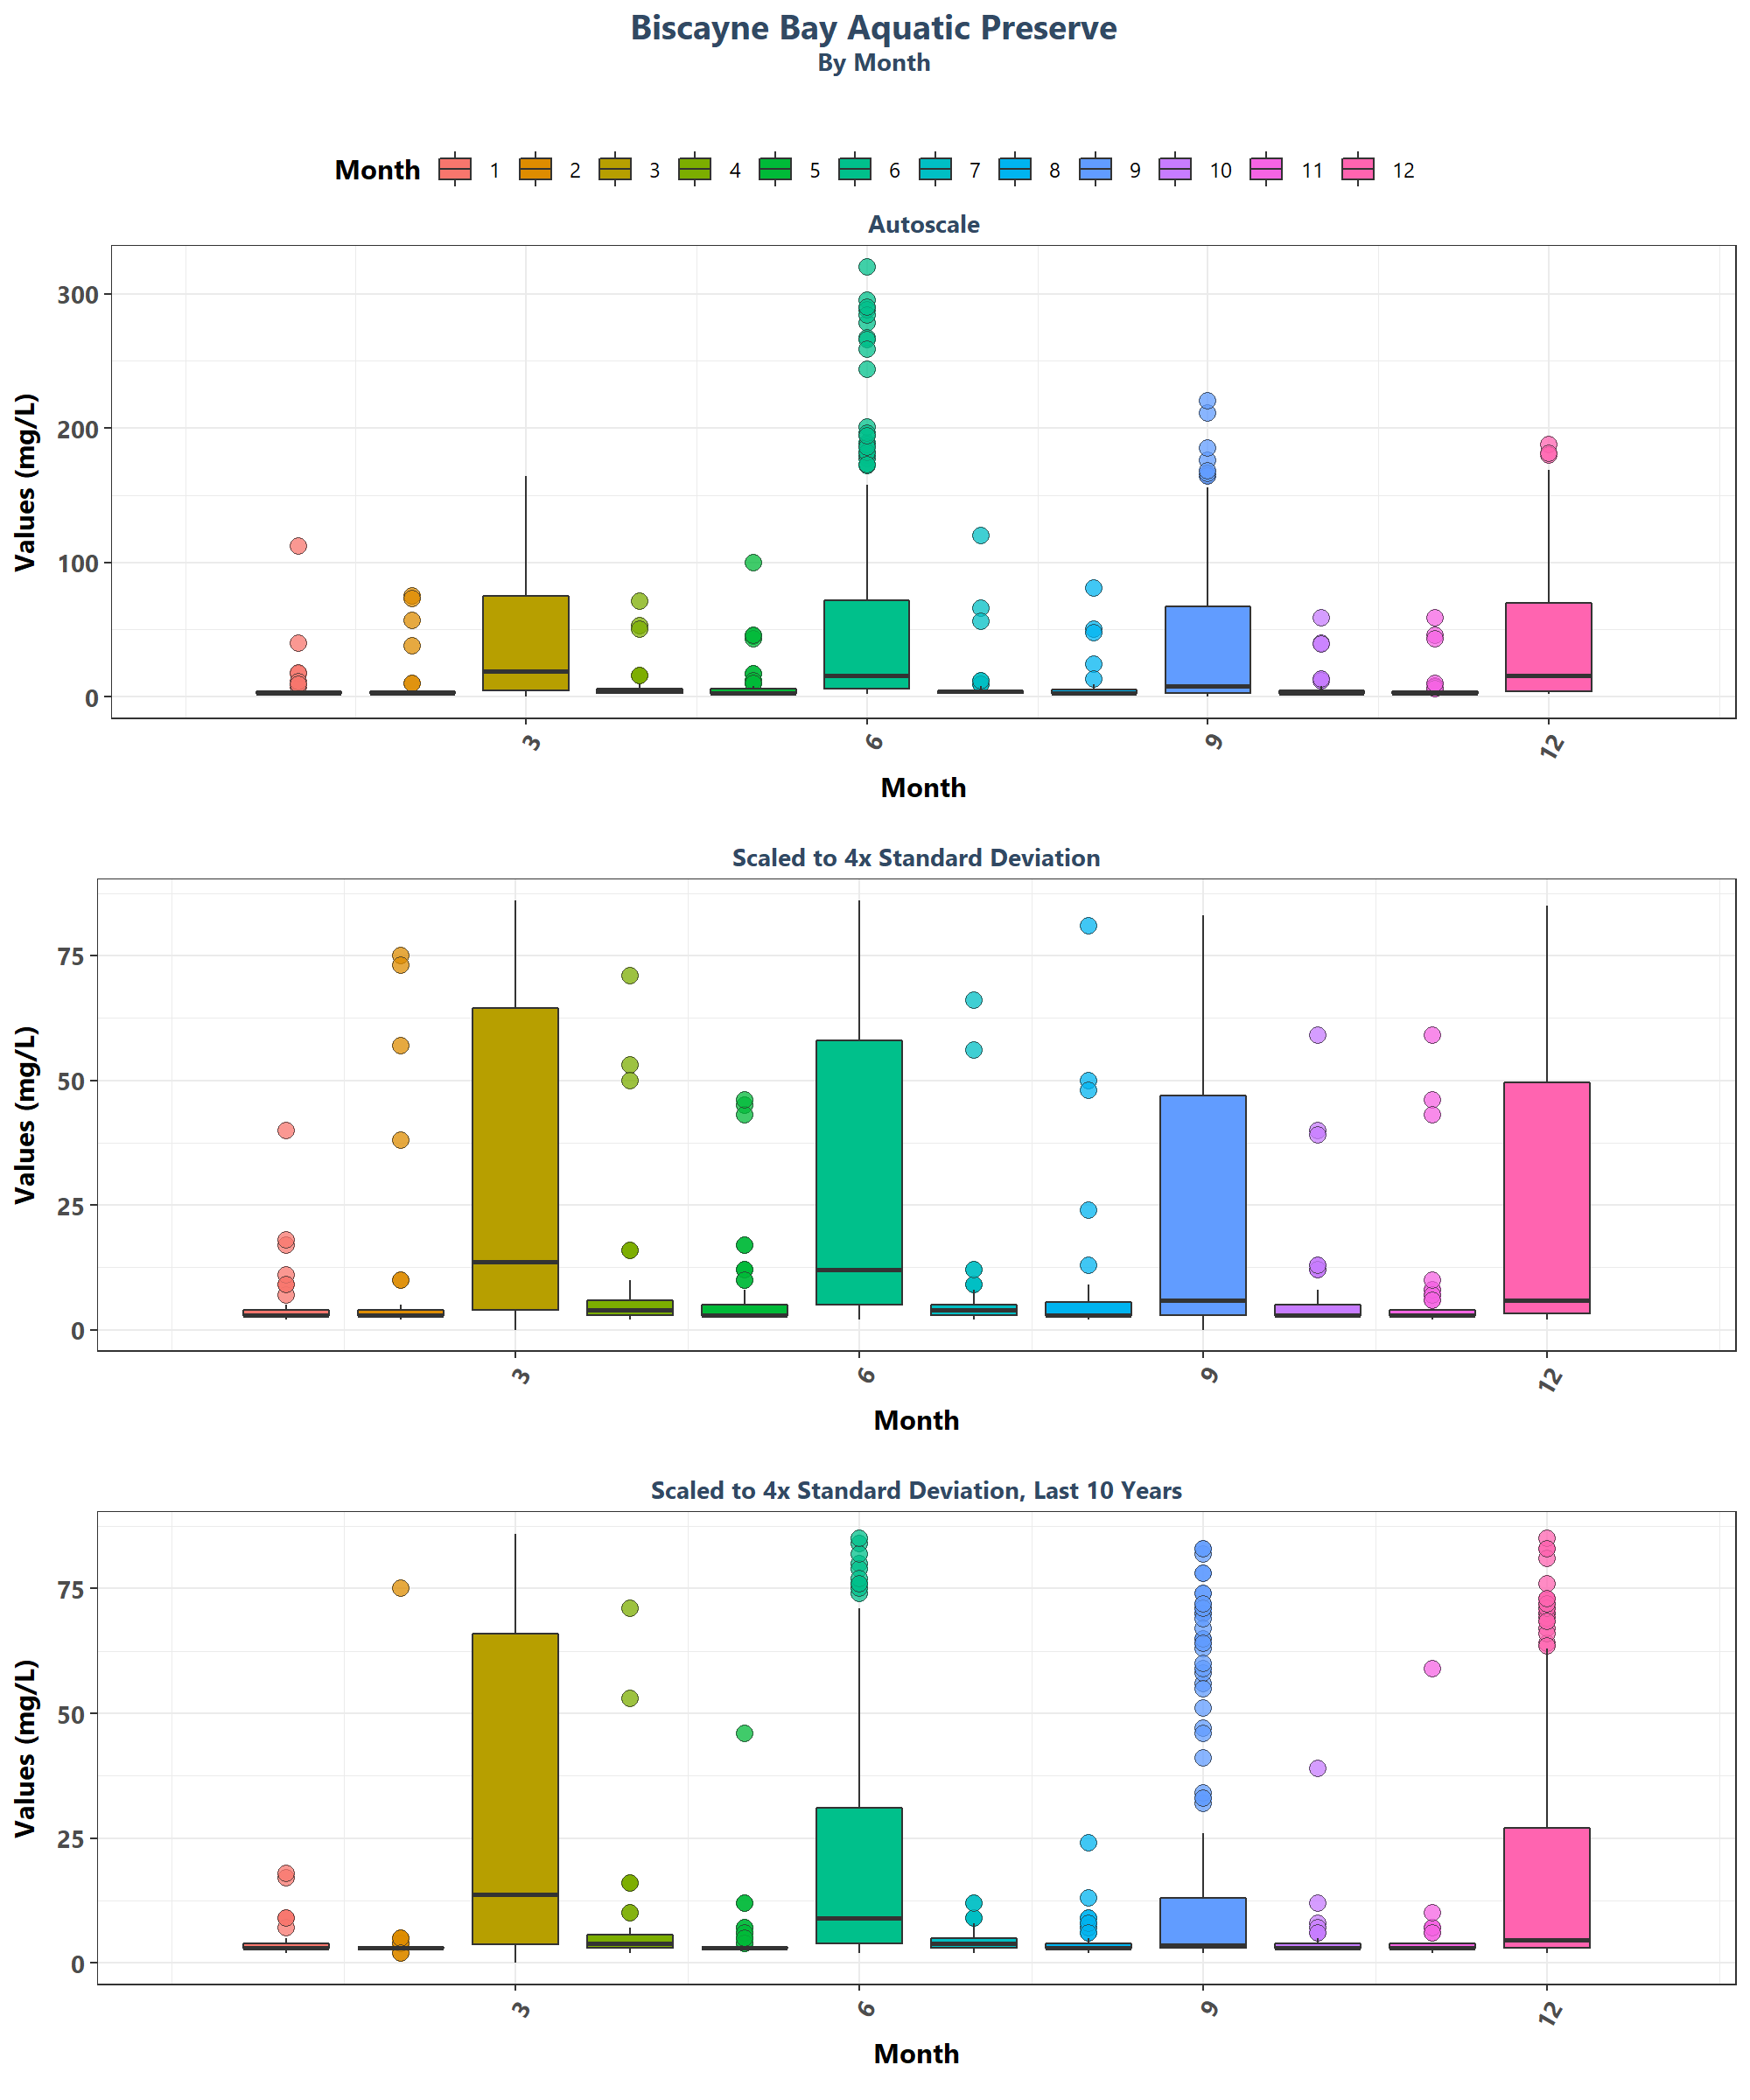 Biscayne Bay Aquatic Preserve
By Month
Month 1 2 3 4 5 6 7 8 9 10 11 12
Autoscale
Values (mg/L)
300
200
100
0
3 6 9 12
Month
Scaled to 4x Standard Deviation
Values (mg/L)
75
50
25
0
3 6 9 12
Month
Scaled to 4x Standard Deviation, Last 10 Years
Values (mg/L)
75
50
25
0
3 6 9 12
Month